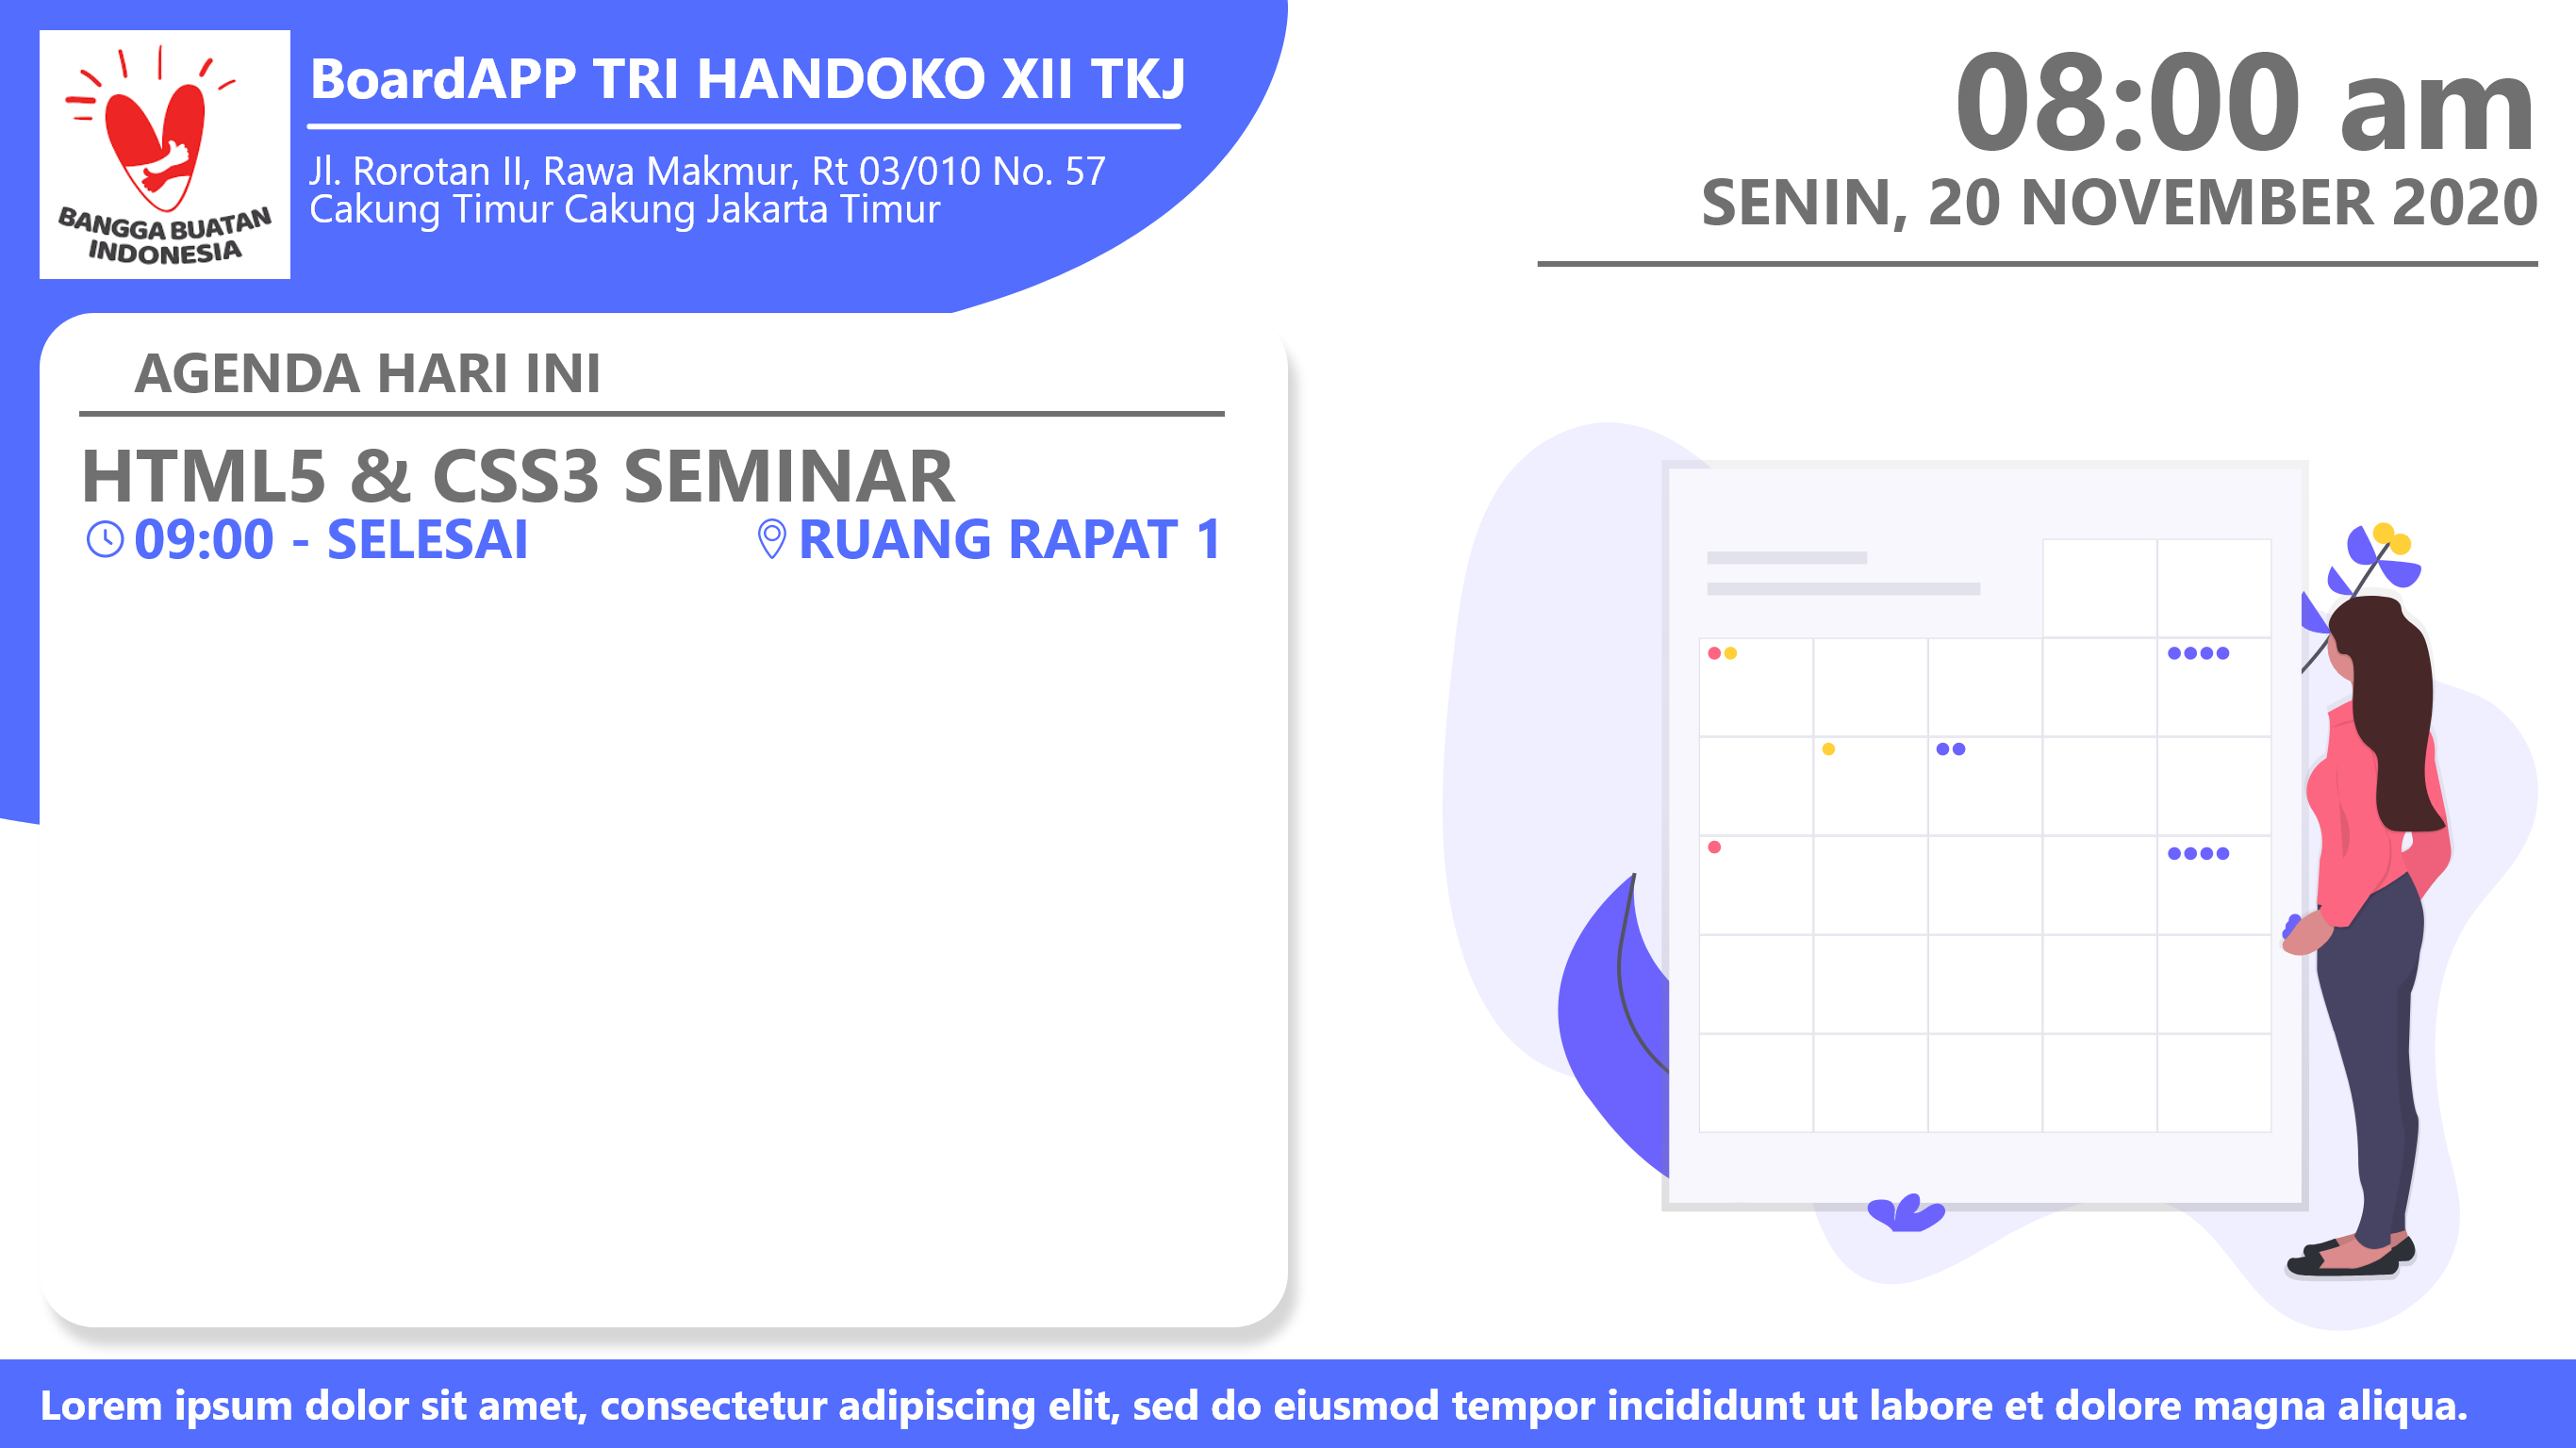 BANGGA BUATAN
INDONESIA
BoardAPP TRI HANDOKO XII TKJ
Jl. Rorotan II, Rawa Makmur, Rt 03/010 No. 57
Cakung Timur Cakung Jakarta Timur
08:00 am
SENIN, 20 NOVEMBER 2020
AGENDA HARI INI
HTML5 & CSS3 SEMINAR
09:00 - SELESAI
RUANG RAPAT 1
Lorem ipsum dolor sit amet, consectetur adipiscing elit, sed do eiusmod tempor incididunt ut labore et dolore magna aliqua.